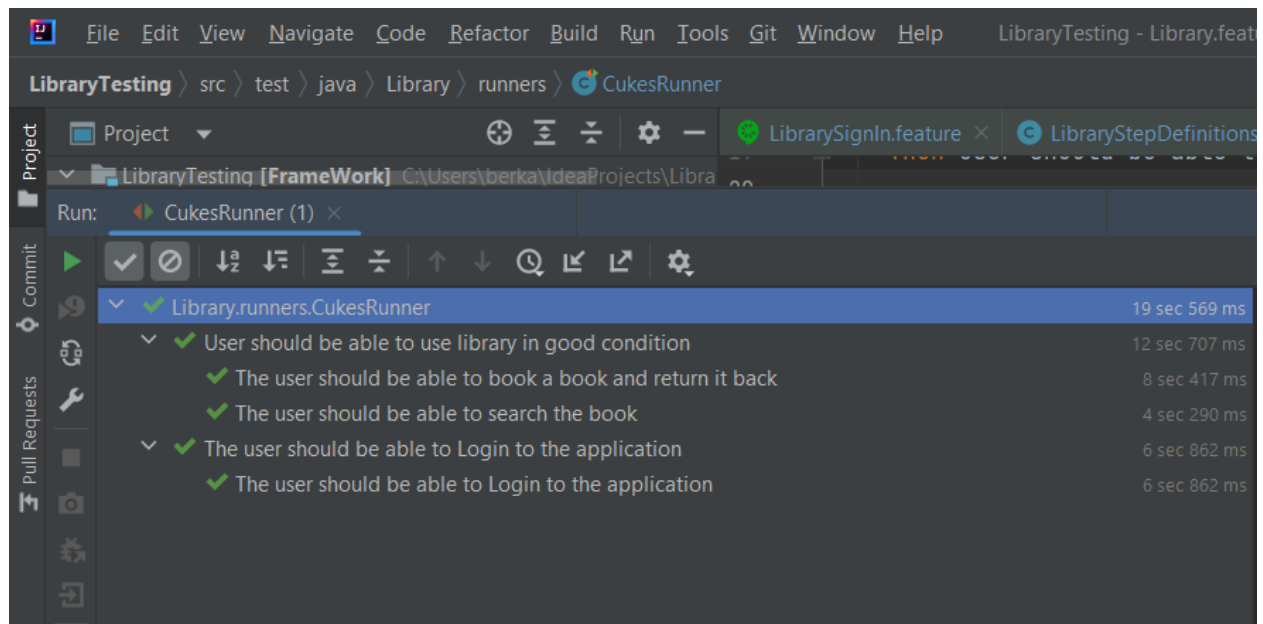 File Edit View Navigate Code Refactor Build Run Tools Git Window Help LibraryTesting - Library.feat
LibraryTesting src test java Library runners CukesRunner
Project LibrarySignIn.feature LibraryStepDefinitions
LibraryTesting [FrameWork] C:\Users\berka\IdeaProjects\Libra
Run: CukesRunner (1)
Library.runners.CukesRunner 19 sec 569 ms
User should be able to use library in good condition 12 sec 707 ms
The user should be able to book a book and return it back 8 sec 417 ms
The user should be able to search the book 4 sec 290 ms
The user should be able to Login to the application 6 sec 862 ms
The user should be able to Login to the application 6 sec 862 ms
Project
Commit
Pull Requests